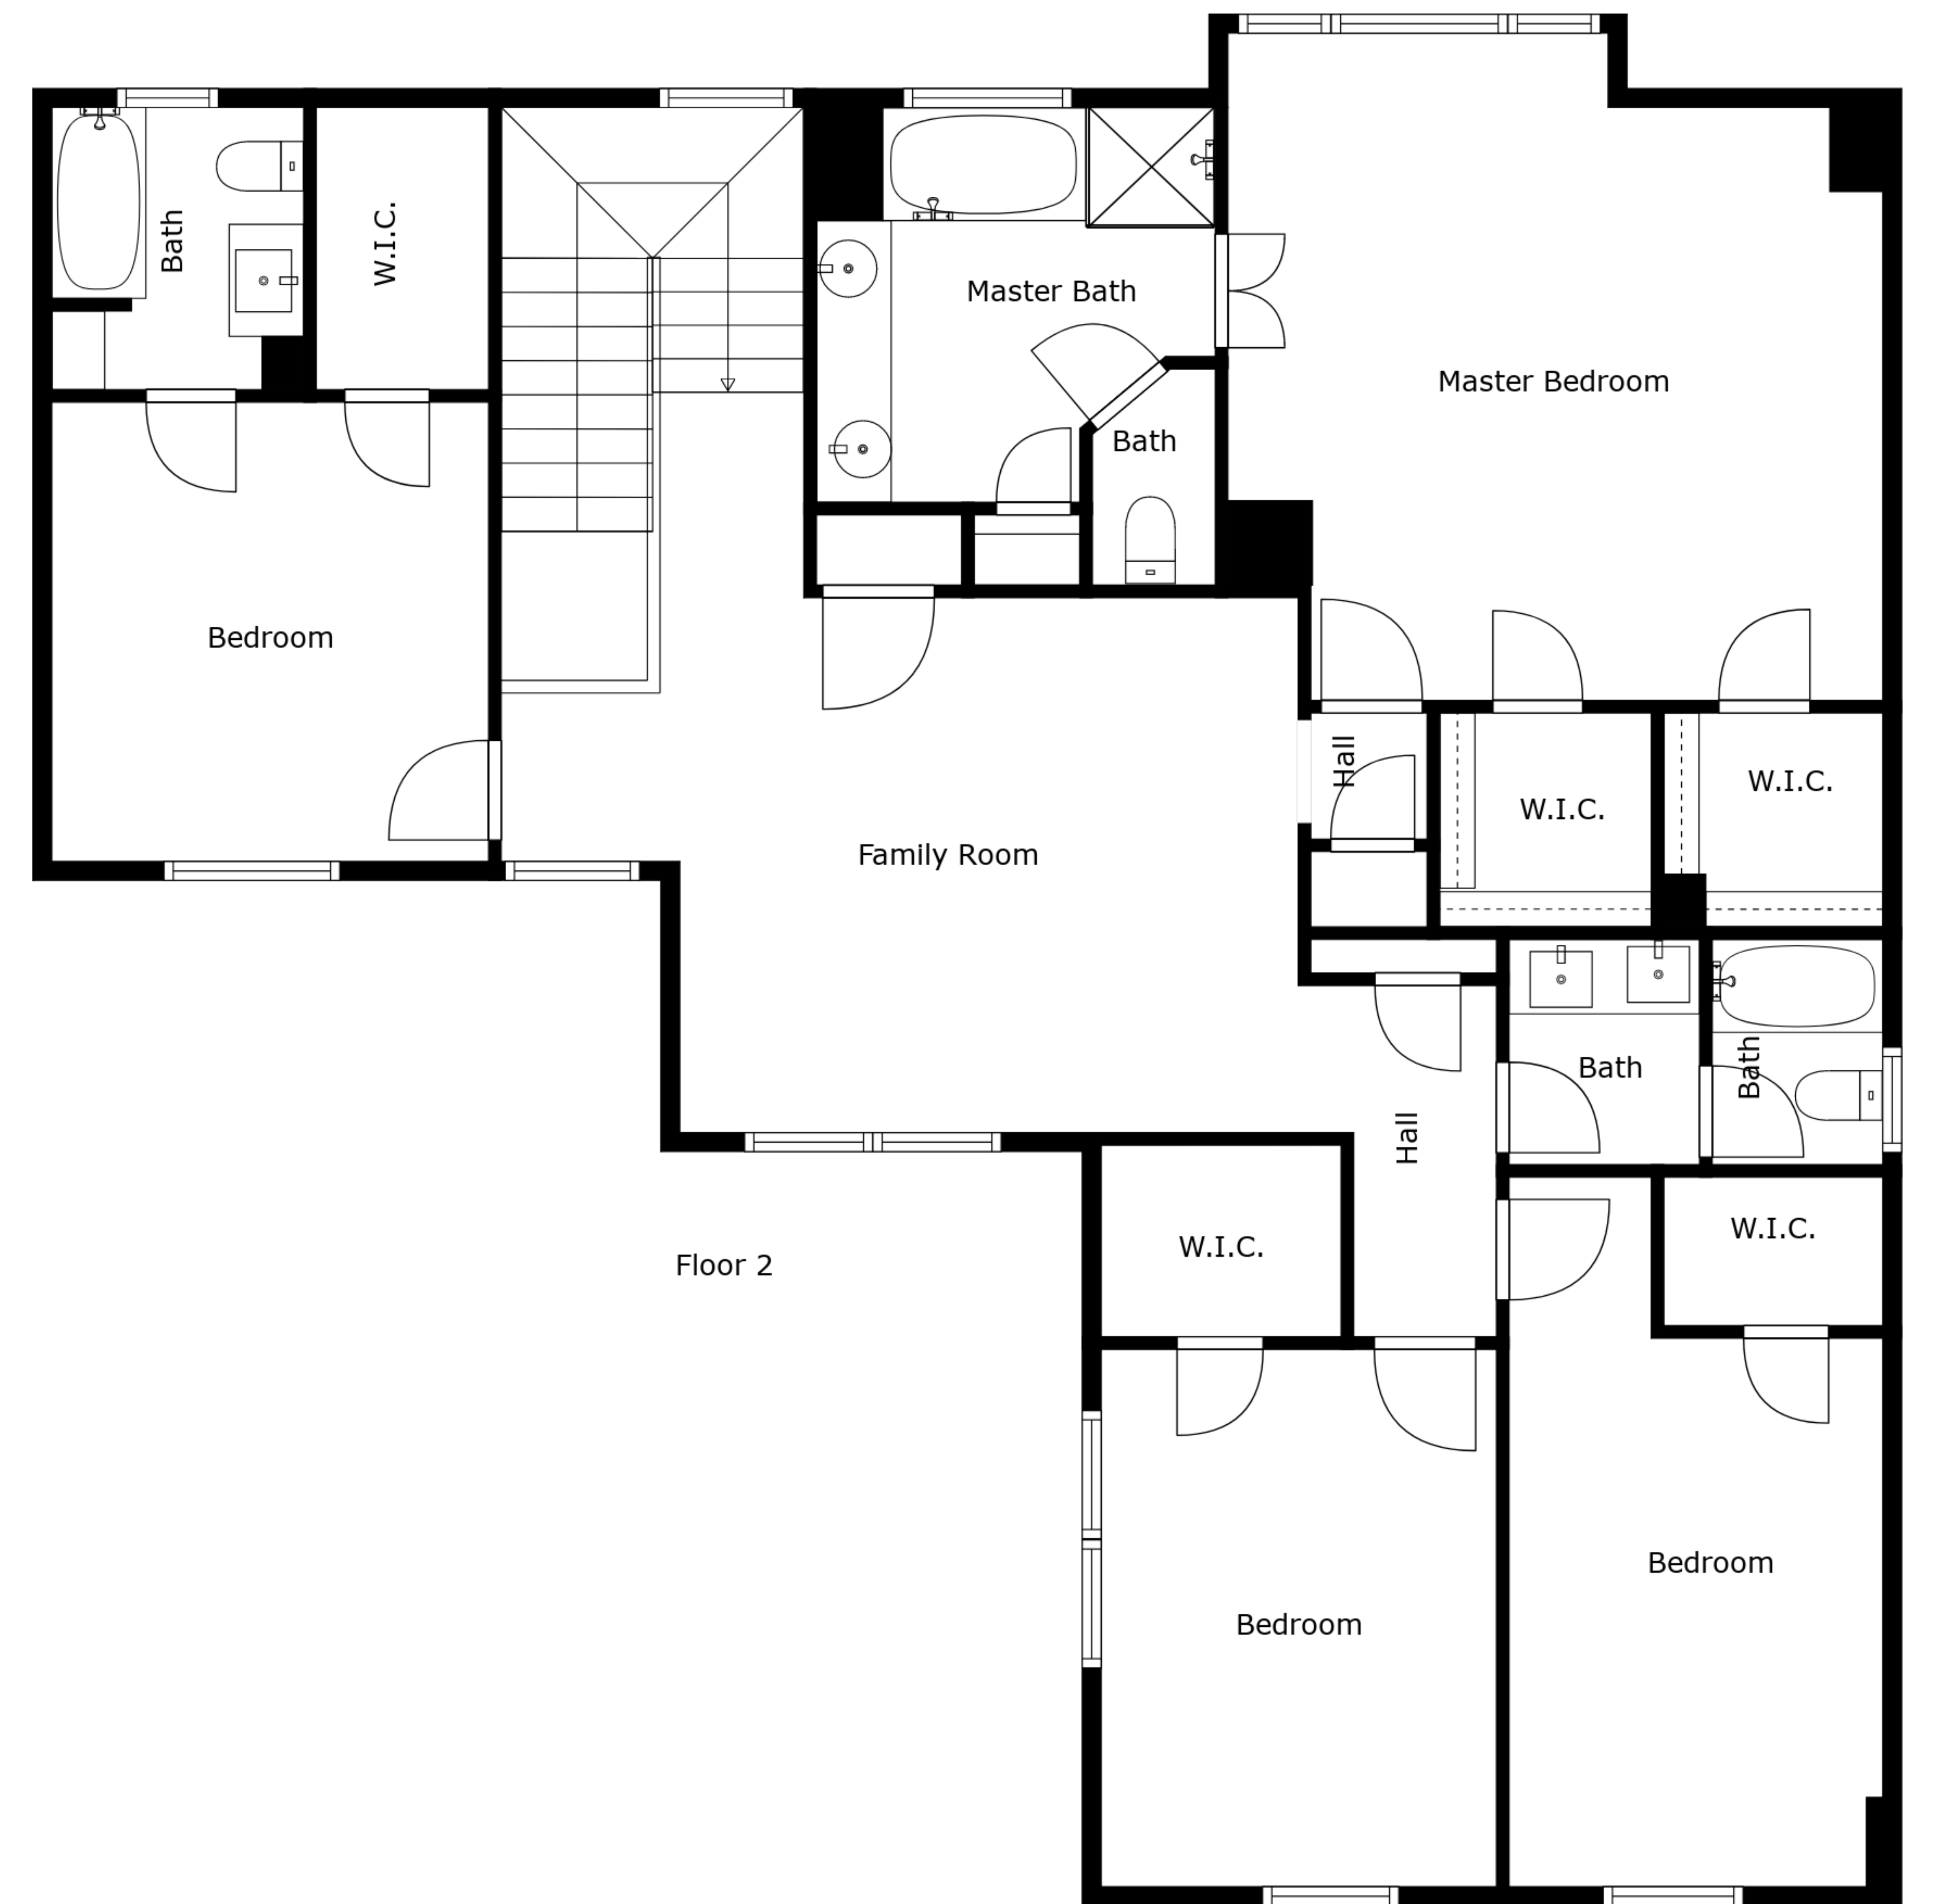 Bath
W.I.C.
Master Bath
Master Bedroom
Bath
Bedroom
Hall
W.I.C.
W.I.C.
Family Room
Bath
Bath
Hall
W.I.C.
W.I.C.
Floor 2
Bedroom
Bedroom